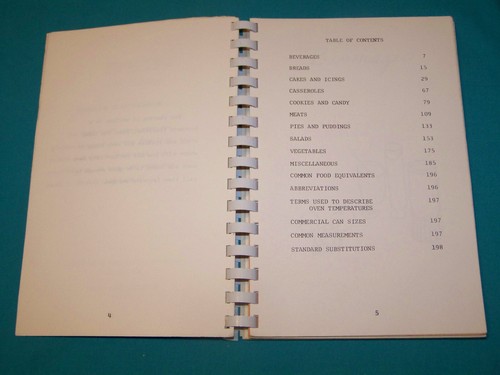 4
TABLE OF CONTENTS
BEVERAGES 7
BREADS 15
CAKES AND ICINGS 29
CASSEROLES 67
COOKIES AND CANDY 79
MEATS 109
PIES AND PUDDINGS 133
SALADS 153
VEGETABLES 175
MISCELLANEOUS 185
COMMON FOOD EQUIVALENTS 196
ABBREVIATIONS 196
TERMS USED TO DESCRIBE 197
OVEN TEMPERATURES
COMMERCIAL CAN SIZES 197
COMMON MEASUREMENTS 197
STANDARD SUBSTITUTIONS 198
5